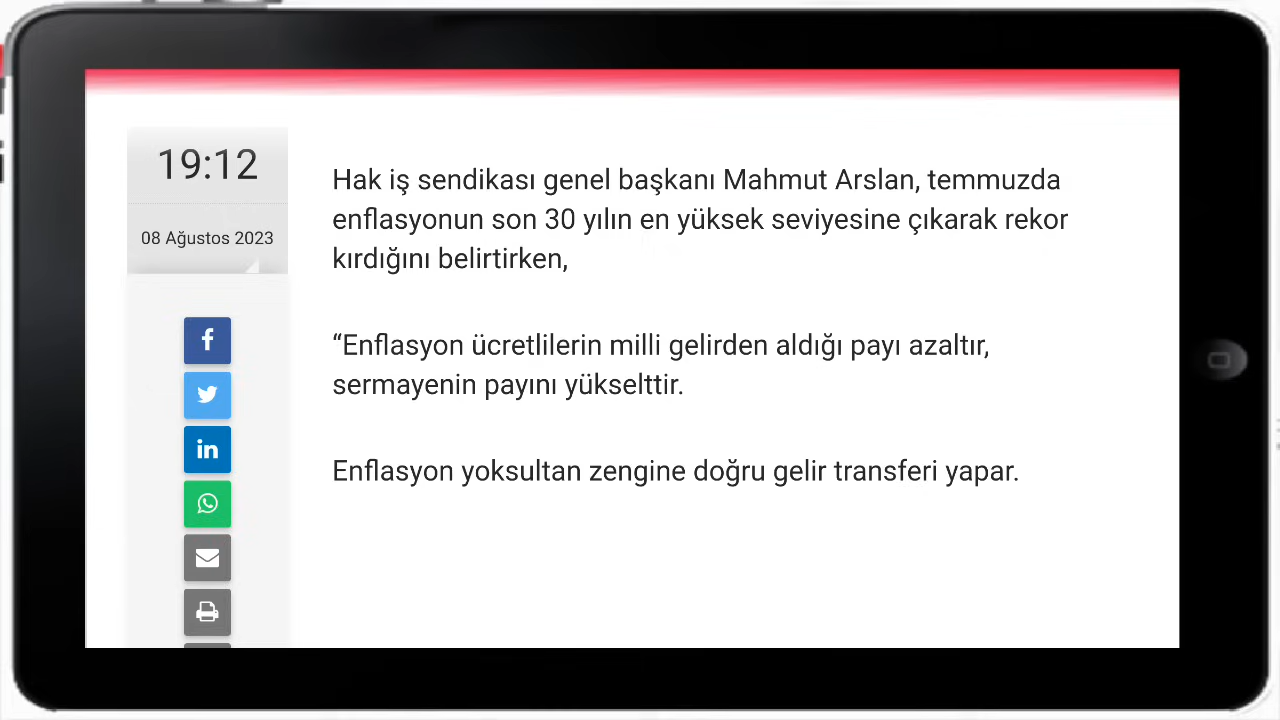 19:12
08 Ağustos 2023
Hak iş sendikası genel başkanı Mahmut Arslan, temmuzda
enflasyonun son 30 yılın en yüksek seviyesine çıkarak rekor
kırdığını belirtirken,
“Enflasyon ücretlilerin milli gelirden aldığı payı azaltır,
sermayenin payını yükselttir.
Enflasyon yoksultan zengine doğru gelir transferi yapar.